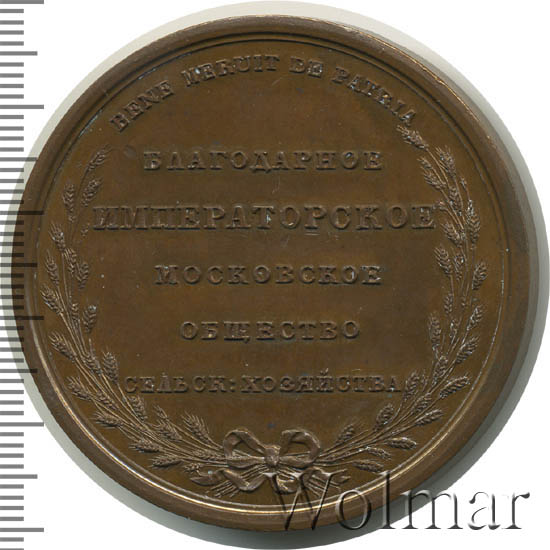 BENE MERUIT DE PATRIA
БЛАГОДАРНОЕ
ИМПЕРАТОРСКОЕ
МОСКОВСКОЕ
ОБЩЕСТВО
СЕЛЬСК: ХОЗЯЙСТВА
Wolmar